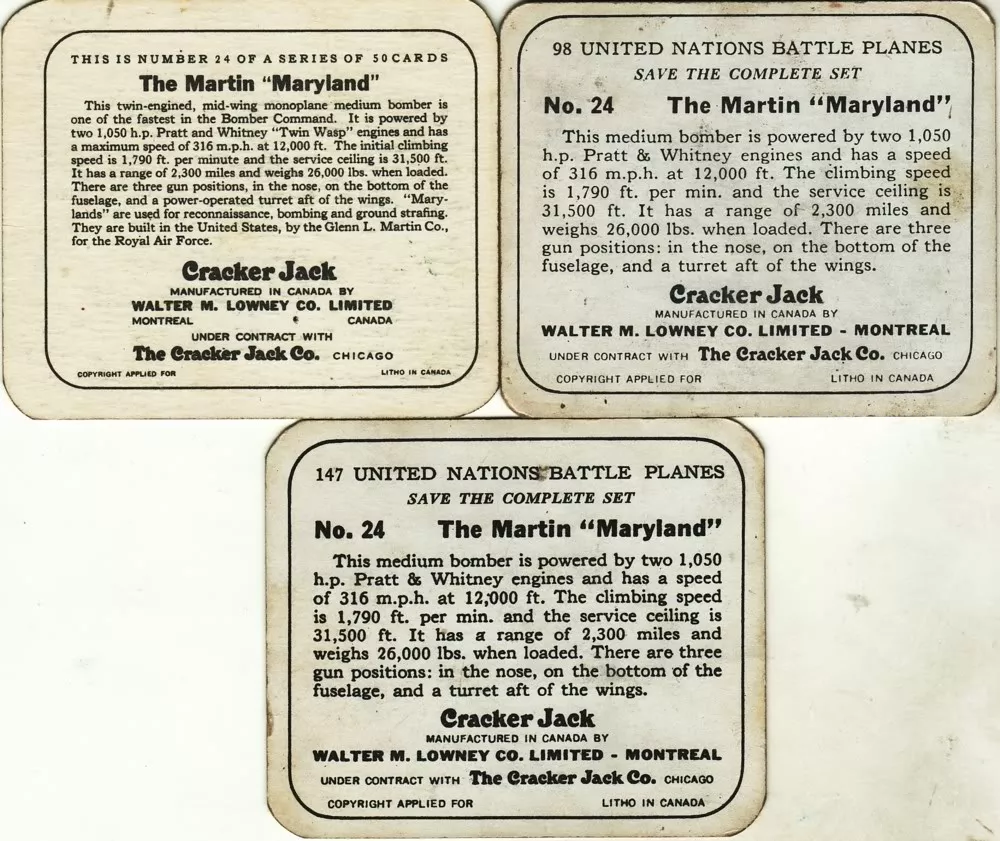 THIS IS NUMBER 24 OF A SERIES OF 50 CARDS
The Martin "Maryland"
This twin-engined, mid-wing monoplane medium bomber is
one of the fastest in the Bomber Command. It is powered by
two 1,050 h.p. Pratt and Whitney "Twin Wasp" engines and has
a maximum speed of 316 m.p.h. at 12,000 ft. The initial climbing
speed is 1,790 ft. per minute and the service ceiling is 31,500 ft.
It has a range of 2,300 miles and weighs 26,000 lbs. when loaded.
There are three gun positions, in the nose, on the bottom of the
fuselage, and a power-operated turret aft of the wings. "Mary-
lands" are used for reconnaissance, bombing and ground strafing.
They are built in the United States, by the Glenn L. Martin Co.,
for the Royal Air Force.
Cracker Jack
MANUFACTURED IN CANADA BY
WALTER M. LOWNEY CO. LIMITED
MONTREAL CANADA
UNDER CONTRACT WITH
The Cracker Jack Co. CHICAGO
COPYRIGHT APPLIED FOR LITHO IN CANADA
98 UNITED NATIONS BATTLE PLANES
SAVE THE COMPLETE SET
No. 24 The Martin "Maryland"
This medium bomber is powered by two 1,050
h.p. Pratt & Whitney engines and has a speed
of 316 m.p.h. at 12,000 ft. The climbing speed
is 1,790 ft. per min. and the service ceiling is
31,500 ft. It has a range of 2,300 miles and
weighs 26,000 lbs. when loaded. There are three
gun positions: in the nose, on the bottom of the
fuselage, and a turret aft of the wings.
Cracker Jack
MANUFACTURED IN CANADA BY
WALTER M. LOWNEY CO. LIMITED - MONTREAL
UNDER CONTRACT WITH The Cracker Jack Co. CHICAGO
COPYRIGHT APPLIED FOR LITHO IN CANADA
147 UNITED NATIONS BATTLE PLANES
SAVE THE COMPLETE SET
No. 24 The Martin "Maryland"
This medium bomber is powered by two 1,050
h.p. Pratt & Whitney engines and has a speed
of 316 m.p.h. at 12,000 ft. The climbing speed
is 1,790 ft. per min. and the service ceiling is
31,500 ft. It has a range of 2,300 miles and
weighs 26,000 lbs. when loaded. There are three
gun positions: in the nose, on the bottom of the
fuselage, and a turret aft of the wings.
Cracker Jack
MANUFACTURED IN CANADA BY
WALTER M. LOWNEY CO. LIMITED - MONTREAL
UNDER CONTRACT WITH The Cracker Jack Co. CHICAGO
COPYRIGHT APPLIED FOR LITHO IN CANADA